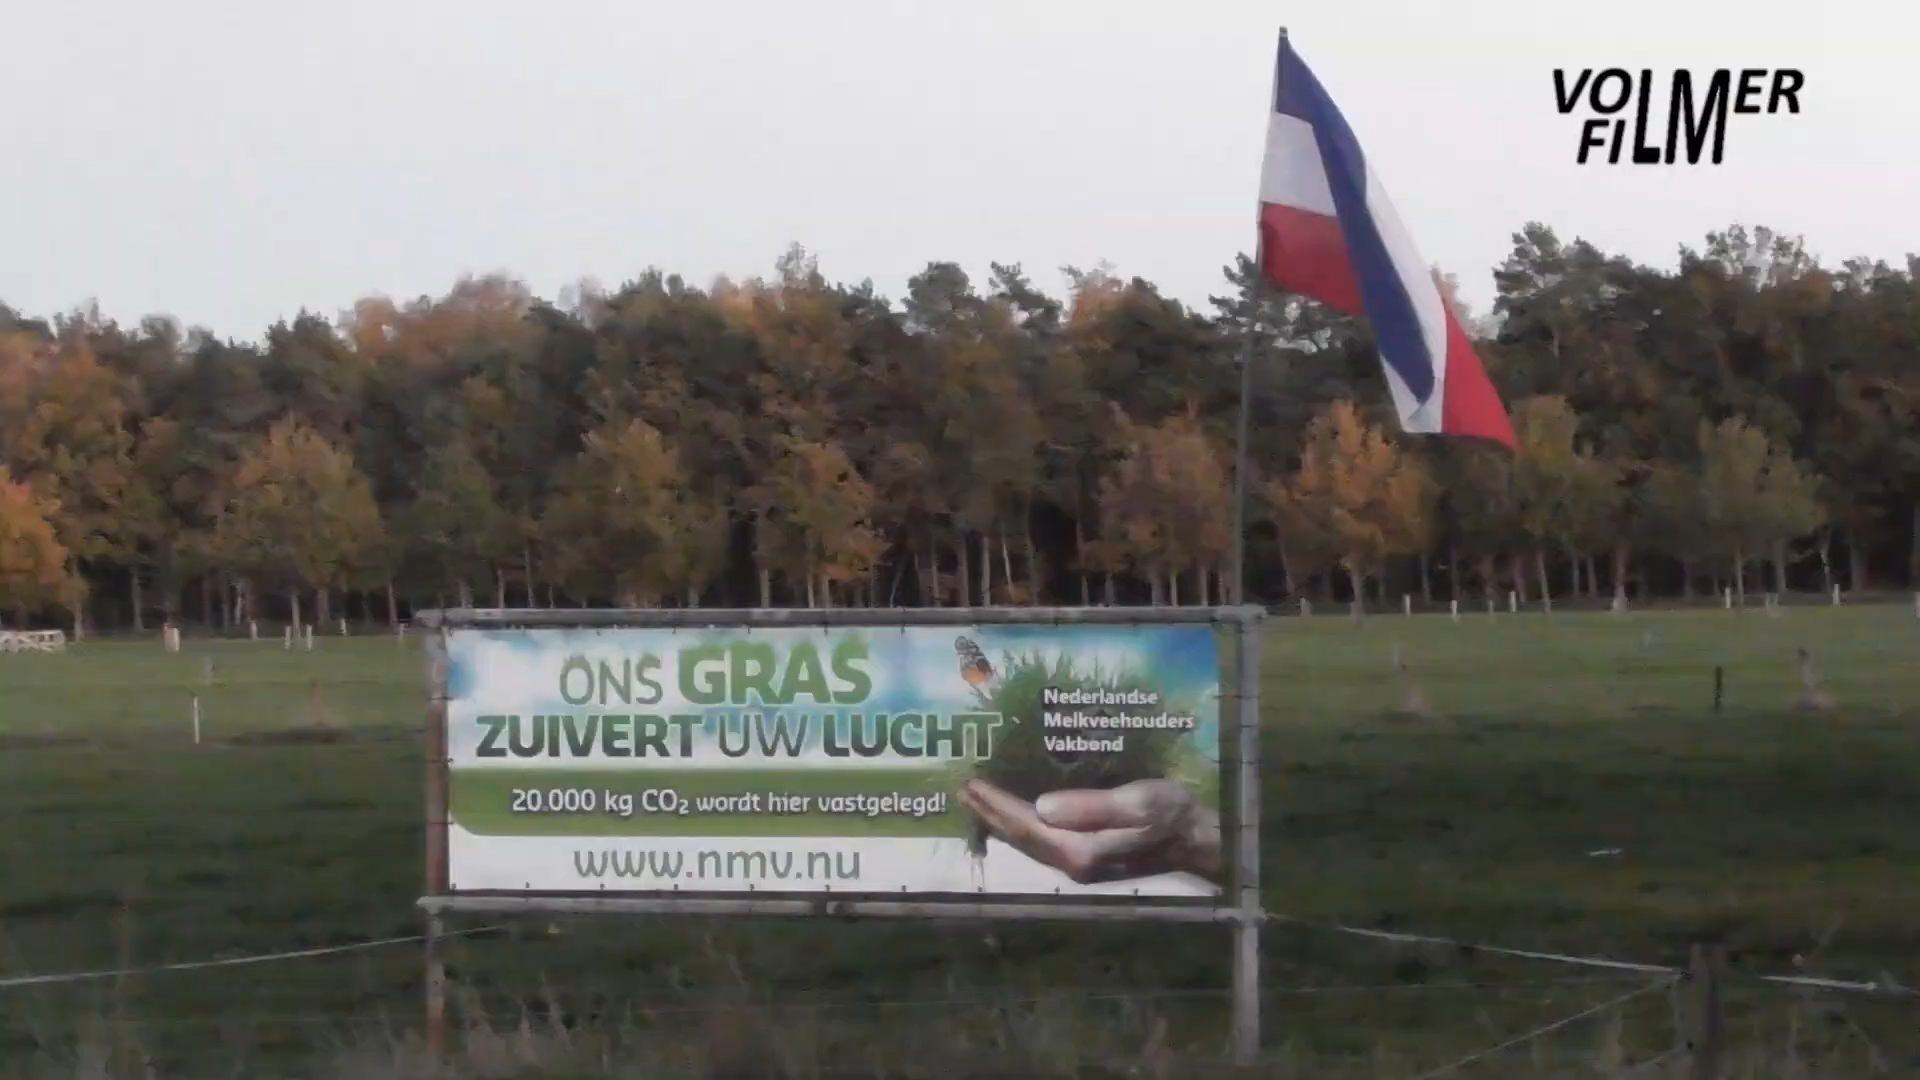 VOLMER
FILM
ONS GRAS
ZUIVERT UW LUCHT
Nederlandse
Melkveehouders
Vakbond
20.000 kg CO₂ wordt hier vastgelegd!
www.nmv.nu